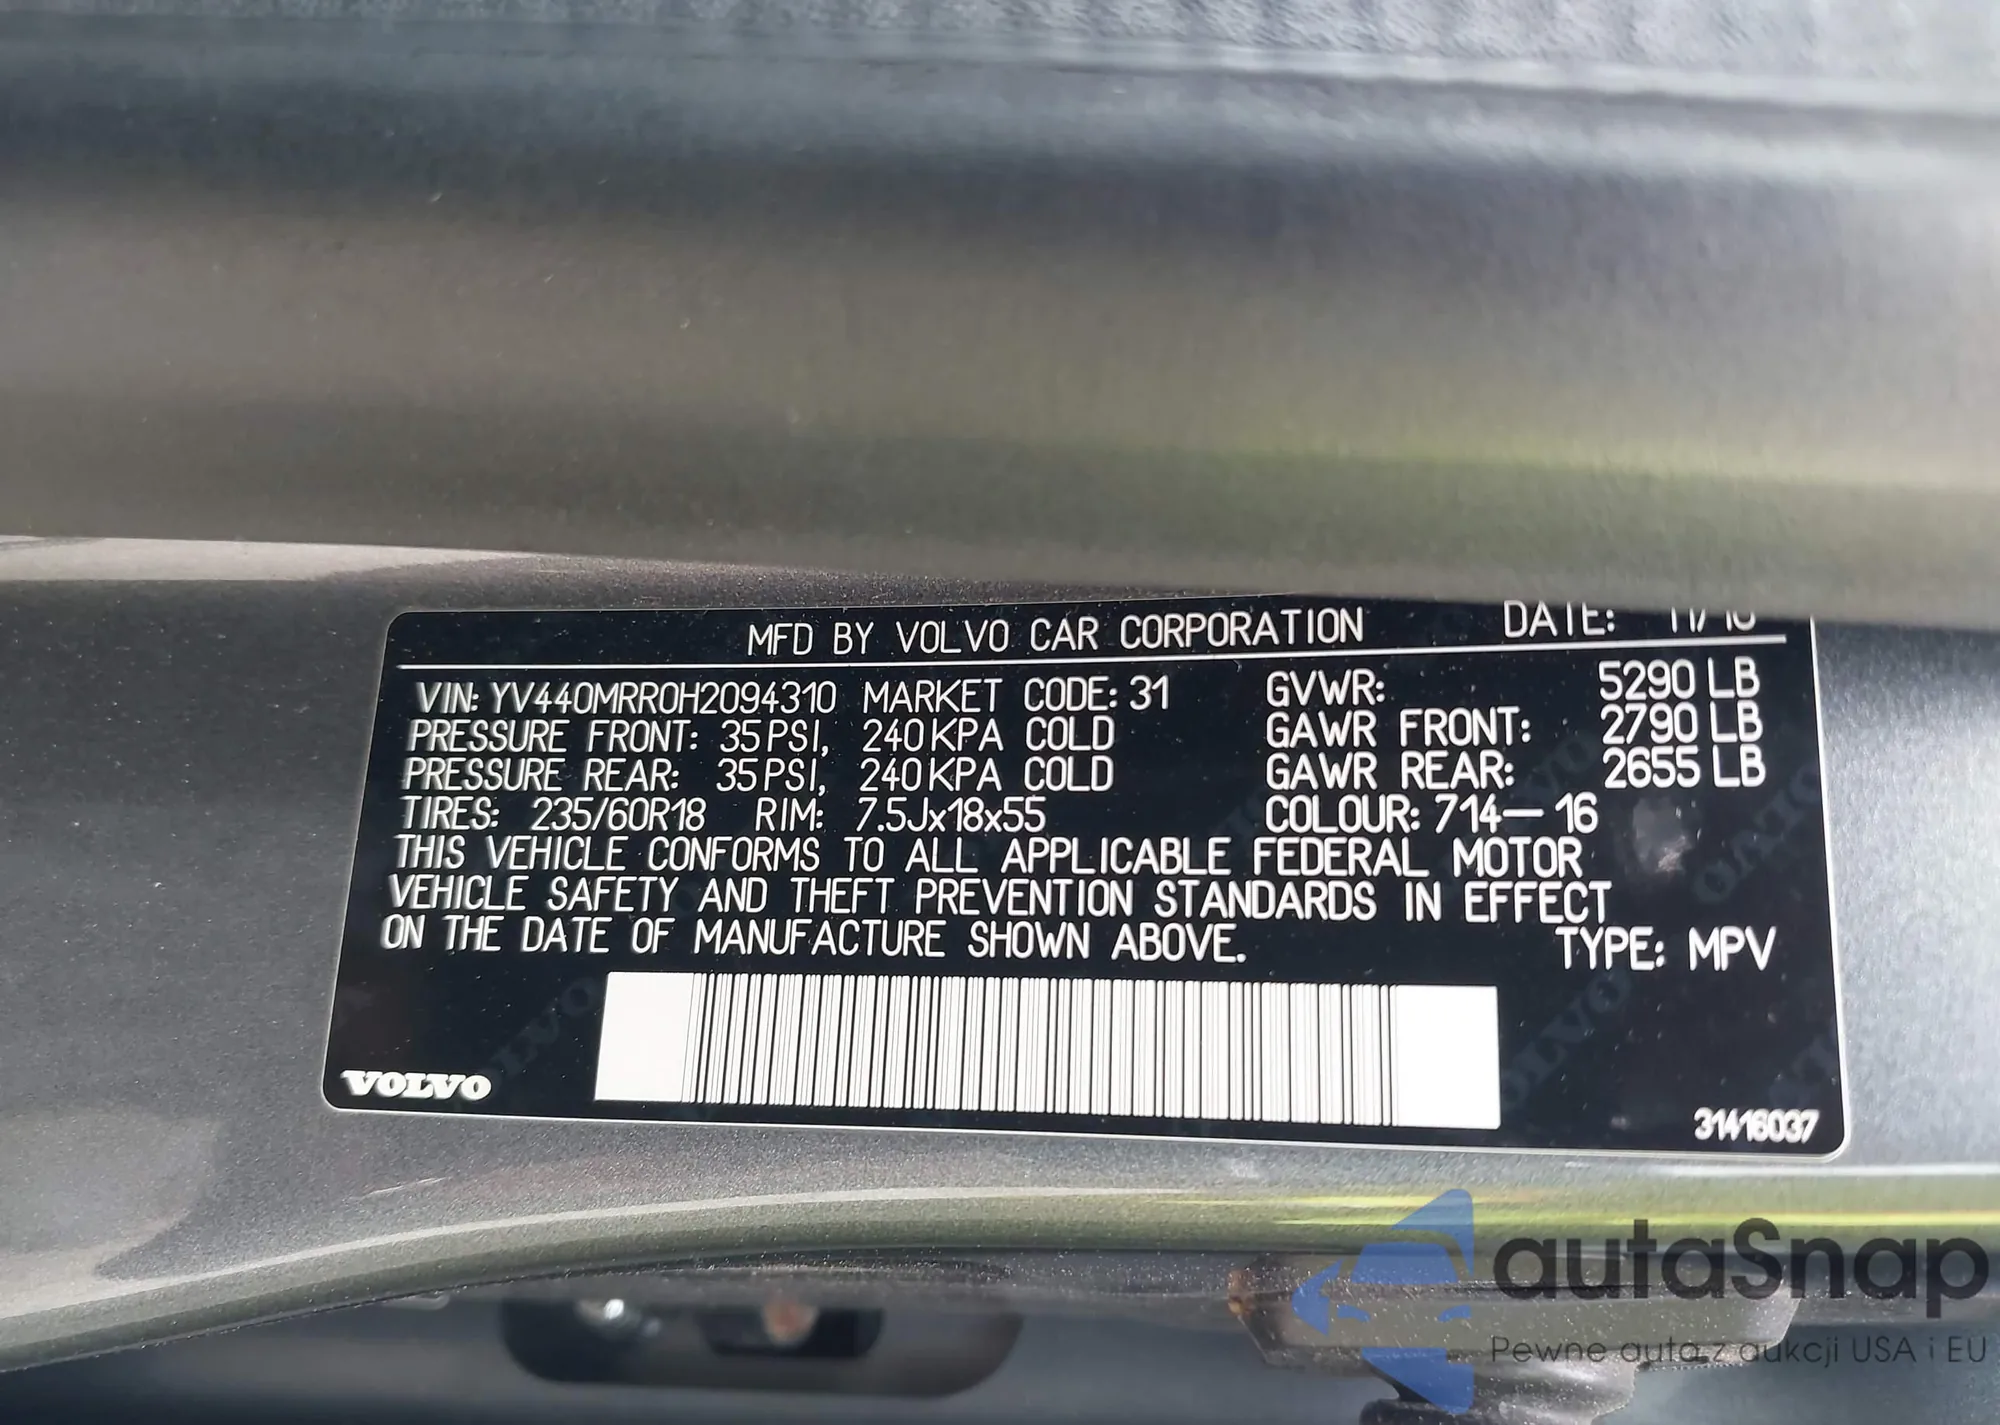 MFD BY VOLVO CAR CORPORATION DATE: 11/16
VIN: YV440MRR0H2094310 MARKET CODE: 31 GVWR: 5290 LB
PRESSURE FRONT: 35 PSI, 240 KPA COLD GAWR FRONT: 2790 LB
PRESSURE REAR: 35 PSI, 240 KPA COLD GAWR REAR: 2655 LB
TIRES: 235/60R18 RIM: 7.5Jx18x55 COLOUR: 714—16
THIS VEHICLE CONFORMS TO ALL APPLICABLE FEDERAL MOTOR
VEHICLE SAFETY AND THEFT PREVENTION STANDARDS IN EFFECT
ON THE DATE OF MANUFACTURE SHOWN ABOVE. TYPE: MPV
VOLVO
31416037
autaSnap
Pewne auta z aukcji USA i EU